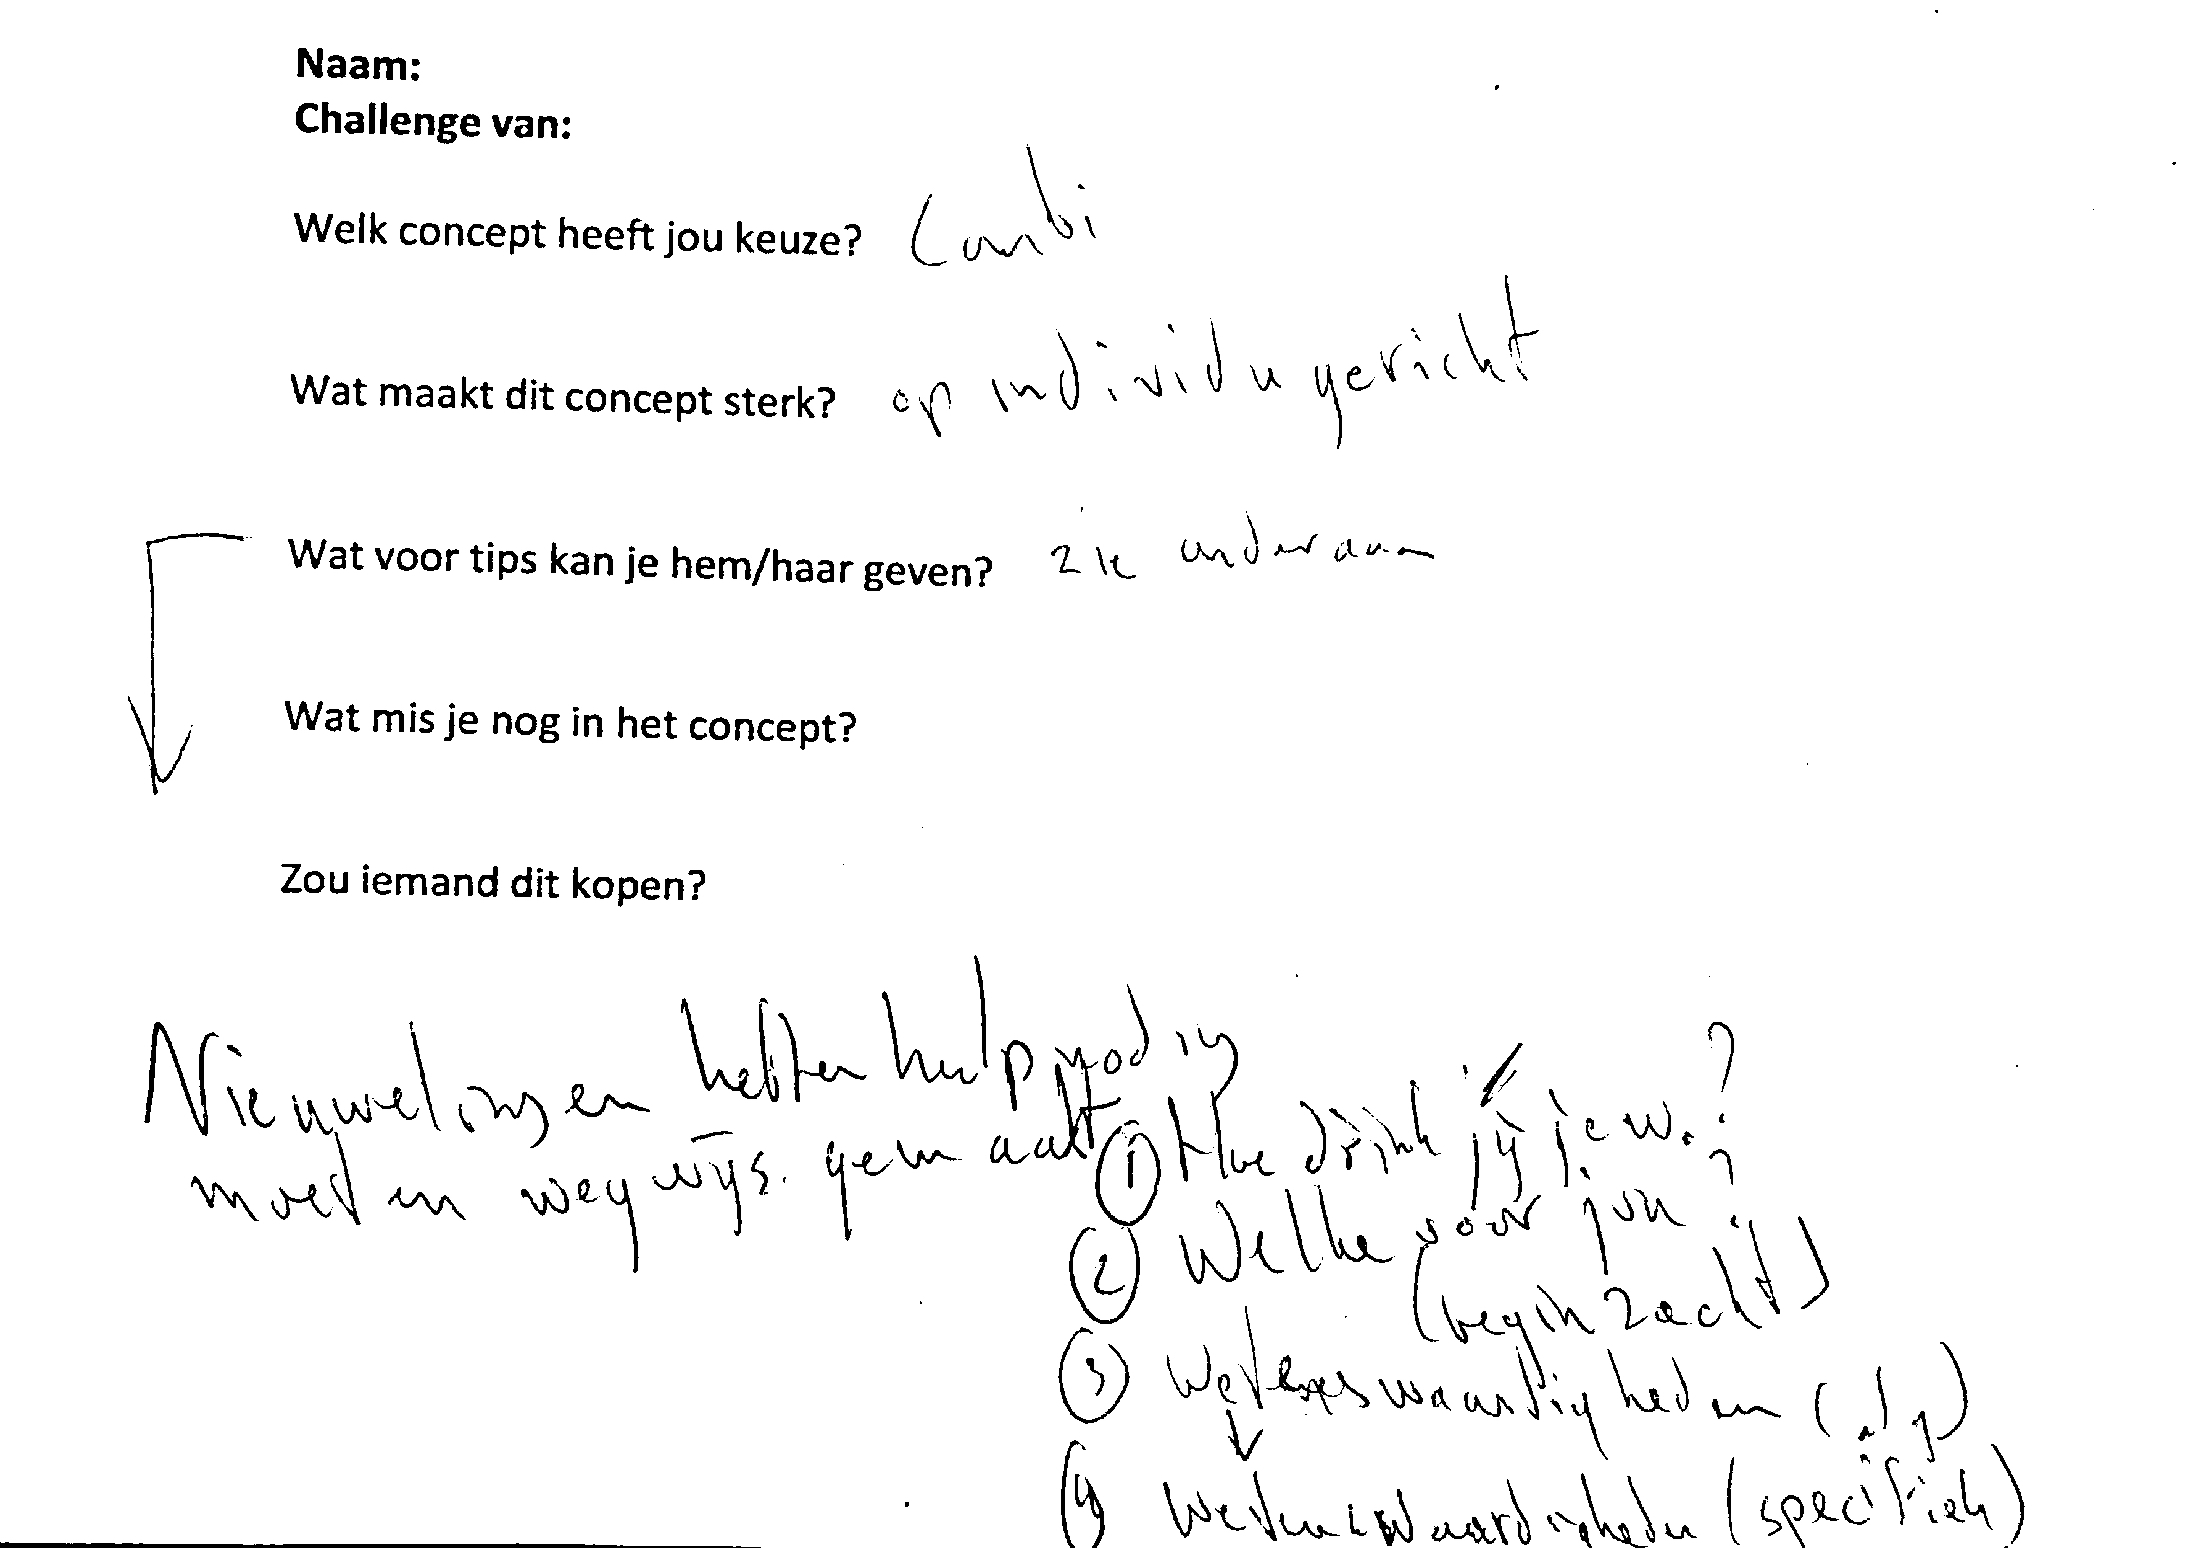 Naam:
Challenge van:
Welk concept heeft jou keuze? Combi
Wat maakt dit concept sterk? op individu gericht
Wat voor tips kan je hem/haar geven? zie onderaan
Wat mis je nog in het concept?
Zou iemand dit kopen?
Nieuwelingen hebben hulp nodig
moeten wegwijs gemaakt
① Hoe drink jij je w.?
② Welke voor jou?
(begin zacht)
③ Wetenswaardigheden
④ Wetenswaardigheden (specifiek)